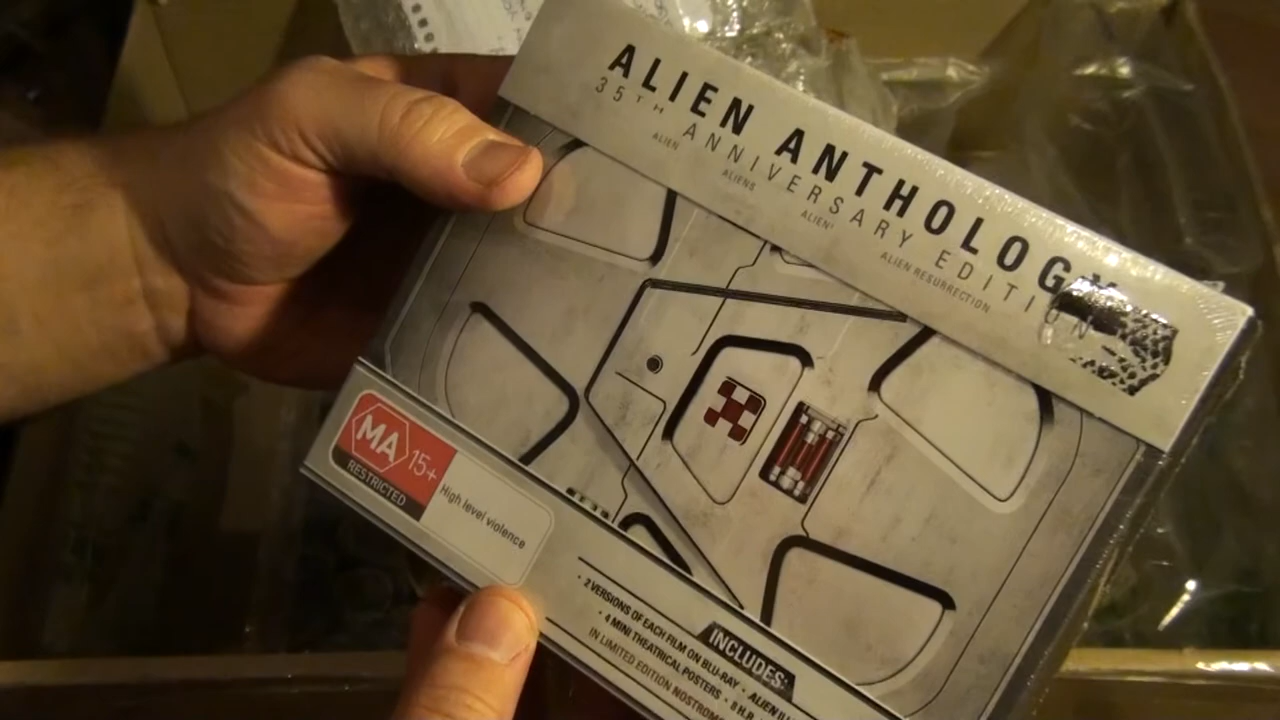 ALIEN ANTHOLOGY
35TH ANNIVERSARY EDITION
ALIEN
ALIENS
ALIEN³
ALIEN RESURRECTION
MA 15+
RESTRICTED
High level violence
INCLUDES:
· 2 VERSIONS OF EACH FILM ON BLU-RAY · ALIEN
· 4 MINI THEATRICAL POSTERS · 8 H.R.
IN LIMITED EDITION NOSTROMO